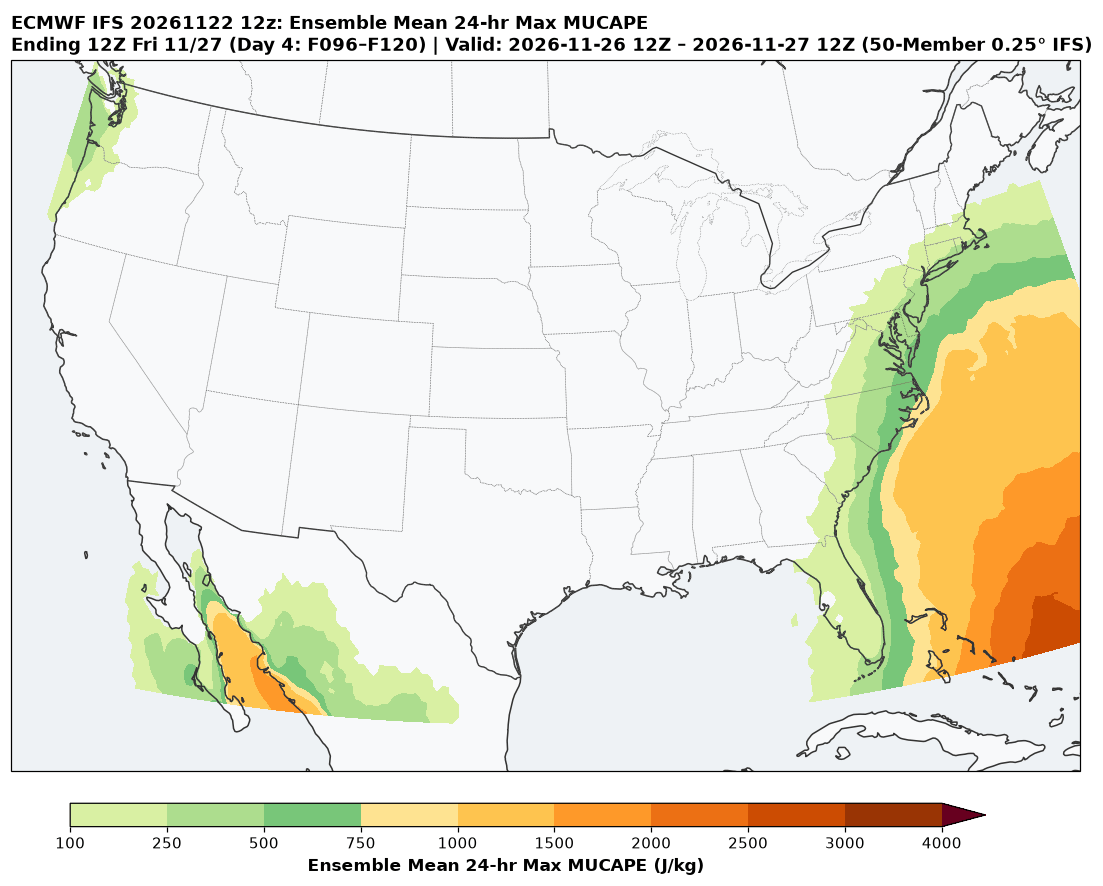 ECMWF IFS 20261122 12z: Ensemble Mean 24-hr Max MUCAPE
Ending 12Z Fri 11/27 (Day 4: F096–F120) | Valid: 2026-11-26 12Z – 2026-11-27 12Z (50-Member 0.25° IFS)
100 250 500 750 1000 1500 2000 2500 3000 4000
Ensemble Mean 24-hr Max MUCAPE (J/kg)